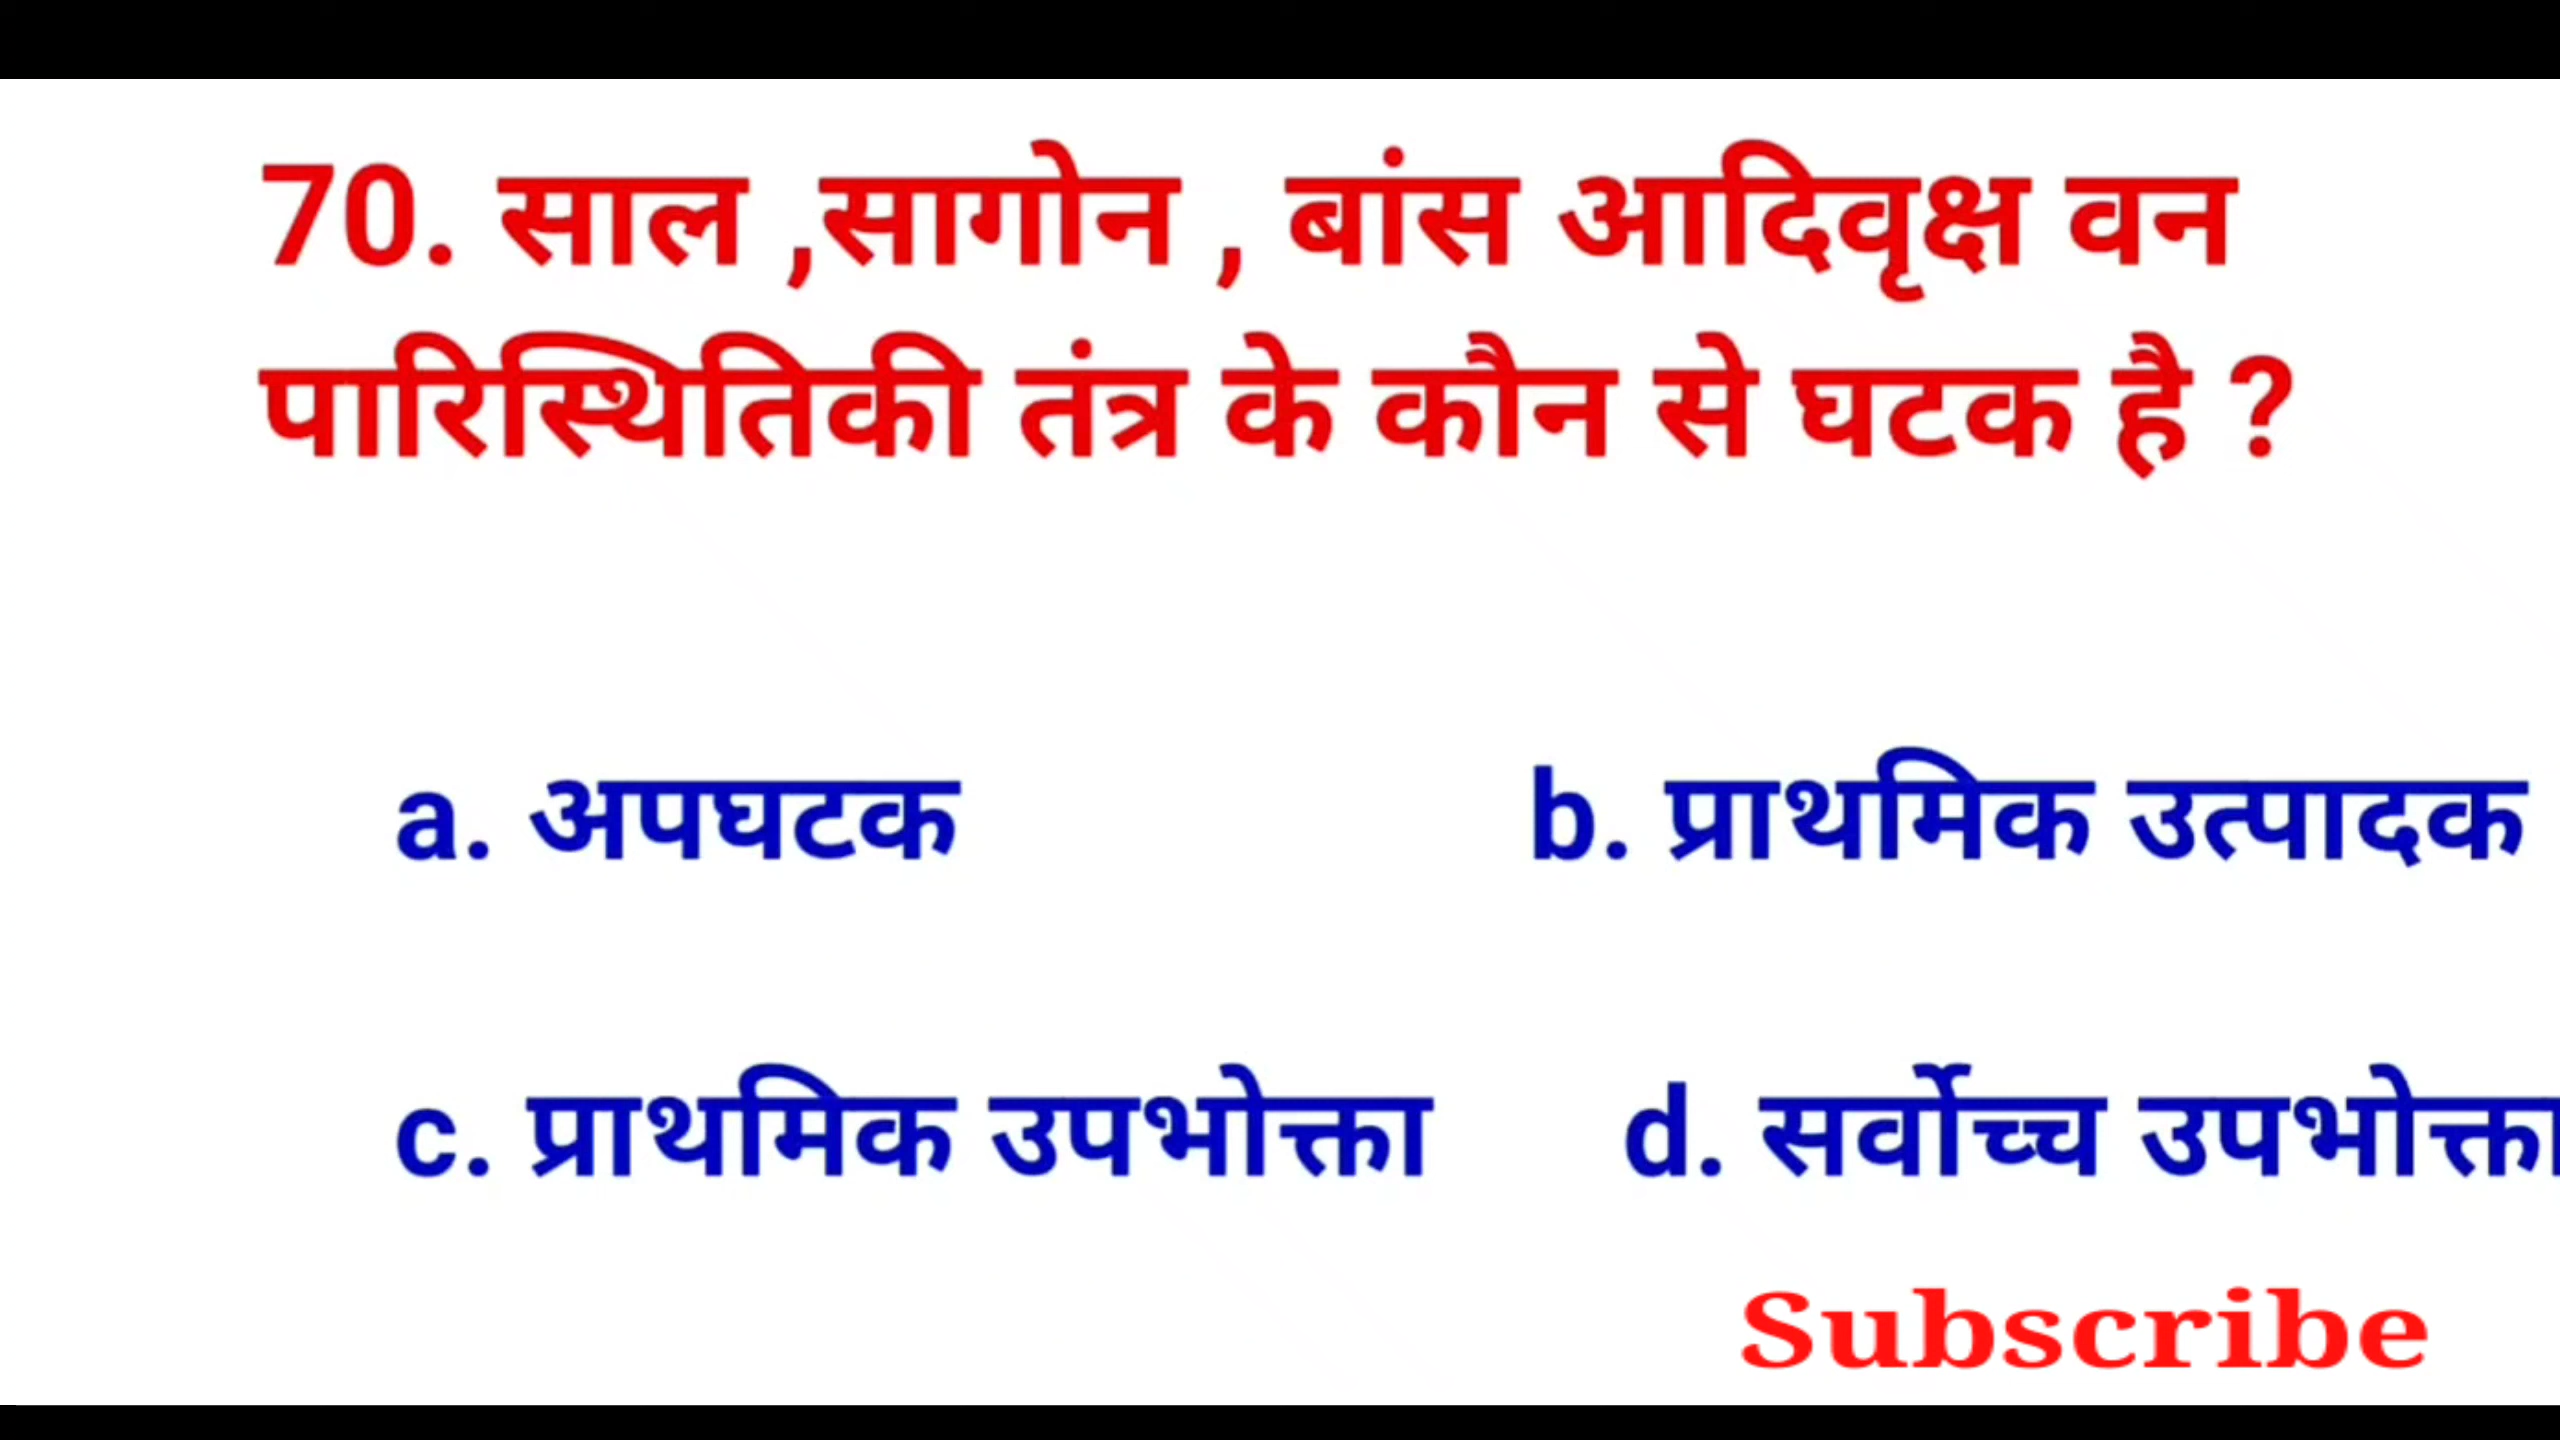 70. साल ,सागोन , बांस आदिवृक्ष वन
पारिस्थितिकी तंत्र के कौन से घटक है ?
a. अपघटक b. प्राथमिक उत्पादक
c. प्राथमिक उपभोक्ता d. सर्वोच्च उपभोक्ता
Subscribe